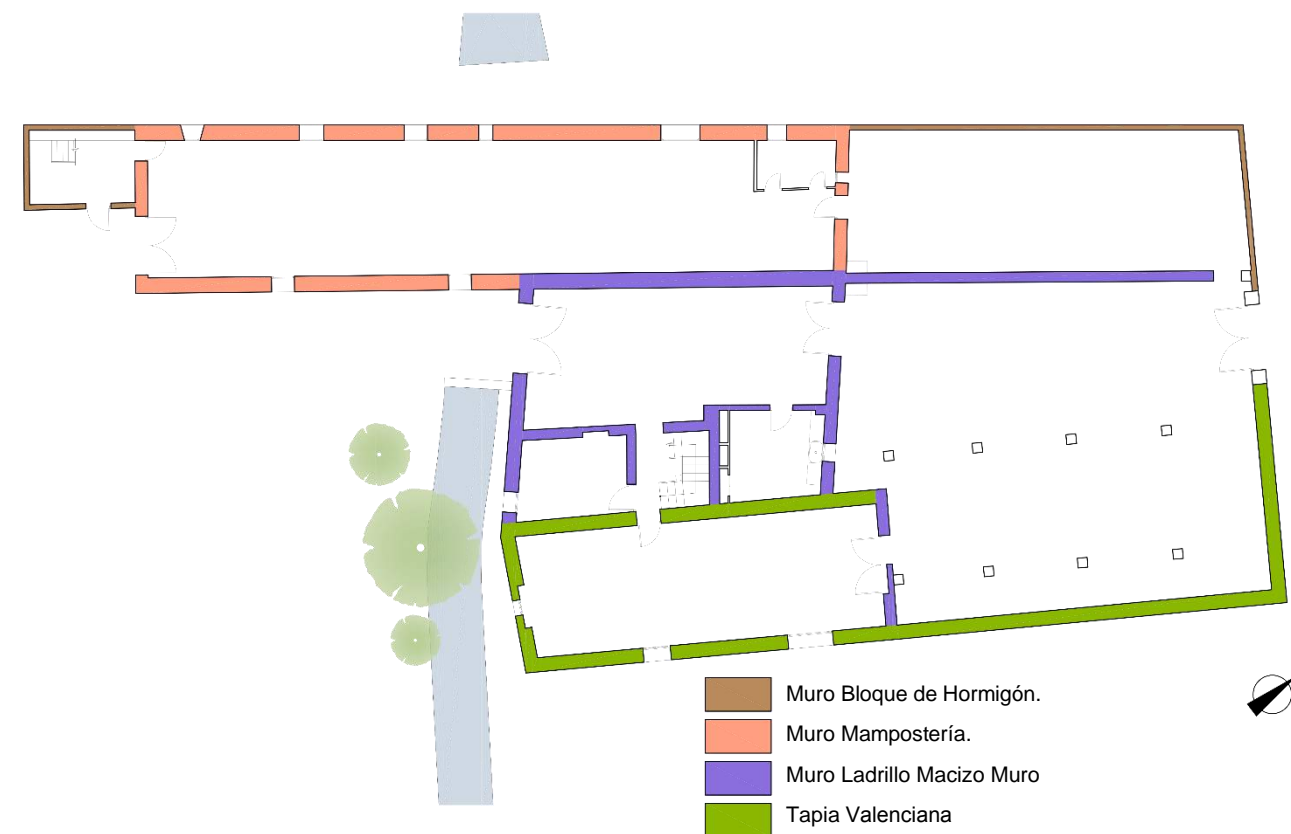 Muro Bloque de Hormigón.
Muro Mampostería.
Muro Ladrillo Macizo Muro
Tapia Valenciana